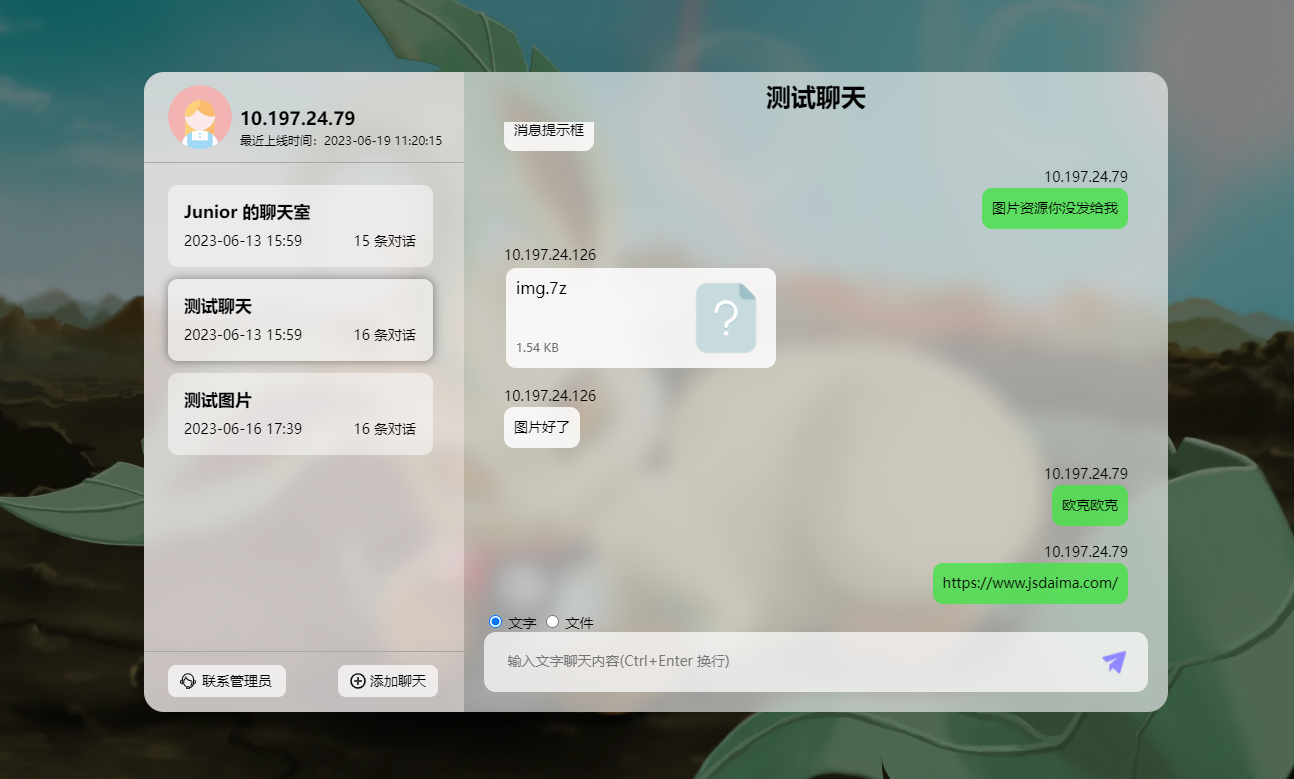 10.197.24.79
最近上线时间：2023-06-19 11:20:15
Junior 的聊天室
2023-06-13 15:59 15 条对话
测试聊天
2023-06-13 15:59 16 条对话
测试图片
2023-06-16 17:39 16 条对话
联系管理员 添加聊天
测试聊天
消息提示框
10.197.24.79
图片资源你没发给我
10.197.24.126
img.7z
1.54 KB
10.197.24.126
图片好了
10.197.24.79
欧克欧克
10.197.24.79
https://www.jsdaima.com/
文字 文件
输入文字聊天内容(Ctrl+Enter 换行)